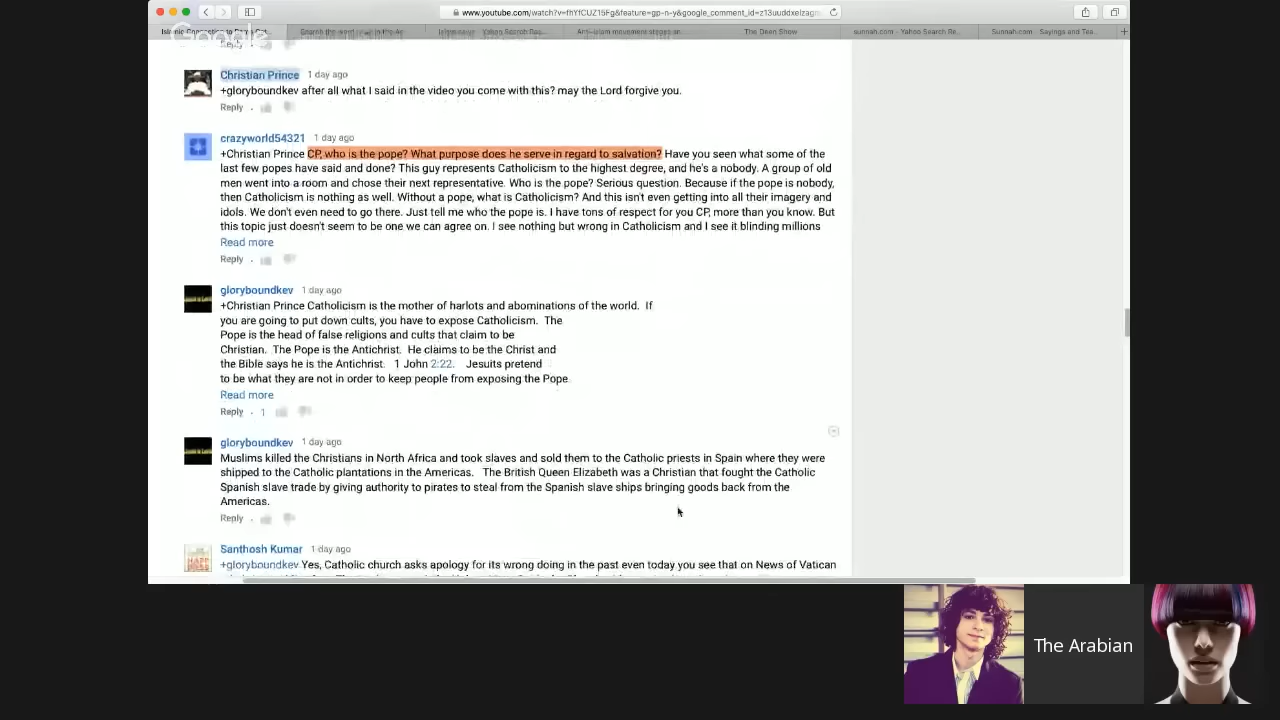 www.youtube.com/watch?v=fhYfCUZ15Fg&feature=gp-n-y&google_comment_id=z13uuddxelzagn
Google
The Deen Show
sunnah.com - Yahoo Search Re...
Sunnah.com - Sayings and Tea...
Reply
Christian Prince 1 day ago
+gloryboundkev after all what I said in the video you come with this? may the Lord forgive you.
Reply
crazyworld54321 1 day ago
+Christian Prince CP, who is the pope? What purpose does he serve in regard to salvation? Have you seen what some of the
last few popes have said and done? This guy represents Catholicism to the highest degree, and he's a nobody. A group of old
men went into a room and chose their next representative. Who is the pope? Serious question. Because if the pope is nobody,
then Catholicism is nothing as well. Without a pope, what is Catholicism? And this isn't even getting into all their imagery and
idols. We don't even need to go there. Just tell me who the pope is. I have tons of respect for you CP, more than you know. But
this topic just doesn't seem to be one we can agree on. I see nothing but wrong in Catholicism and I see it blinding millions
Read more
Reply
gloryboundkev 1 day ago
+Christian Prince Catholicism is the mother of harlots and abominations of the world. If
you are going to put down cults, you have to expose Catholicism. The
Pope is the head of false religions and cults that claim to be
Christian. The Pope is the Antichrist. He claims to be the Christ and
the Bible says he is the Antichrist. 1 John 2:22. Jesuits pretend
to be what they are not in order to keep people from exposing the Pope.
Read more
Reply 1
gloryboundkev 1 day ago
Muslims killed the Christians in North Africa and took slaves and sold them to the Catholic priests in Spain where they were
shipped to the Catholic plantations in the Americas. The British Queen Elizabeth was a Christian that fought the Catholic
Spanish slave trade by giving authority to pirates to steal from the Spanish slave ships bringing goods back from the
Americas.
Reply
Santhosh Kumar 1 day ago
+gloryboundkev Yes, Catholic church asks apology for its wrong doing in the past even today you see that on News of Vatican
The Arabian